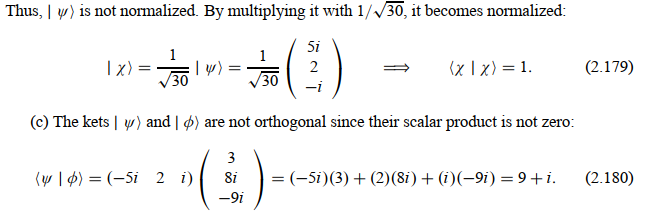 Thus, | ψ⟩ is not normalized. By multiplying it with 1/√30, it becomes normalized:
| χ⟩ = 1/√30 | ψ⟩ = 1/√30 ( 5i 2 −i ) ⟹ ⟨χ | χ⟩ = 1. (2.179)
(c) The kets | ψ⟩ and | ϕ⟩ are not orthogonal since their scalar product is not zero:
⟨ψ | ϕ⟩ = (−5i 2 i) ( 3 8i −9i ) = (−5i)(3) + (2)(8i) + (i)(−9i) = 9 + i. (2.180)